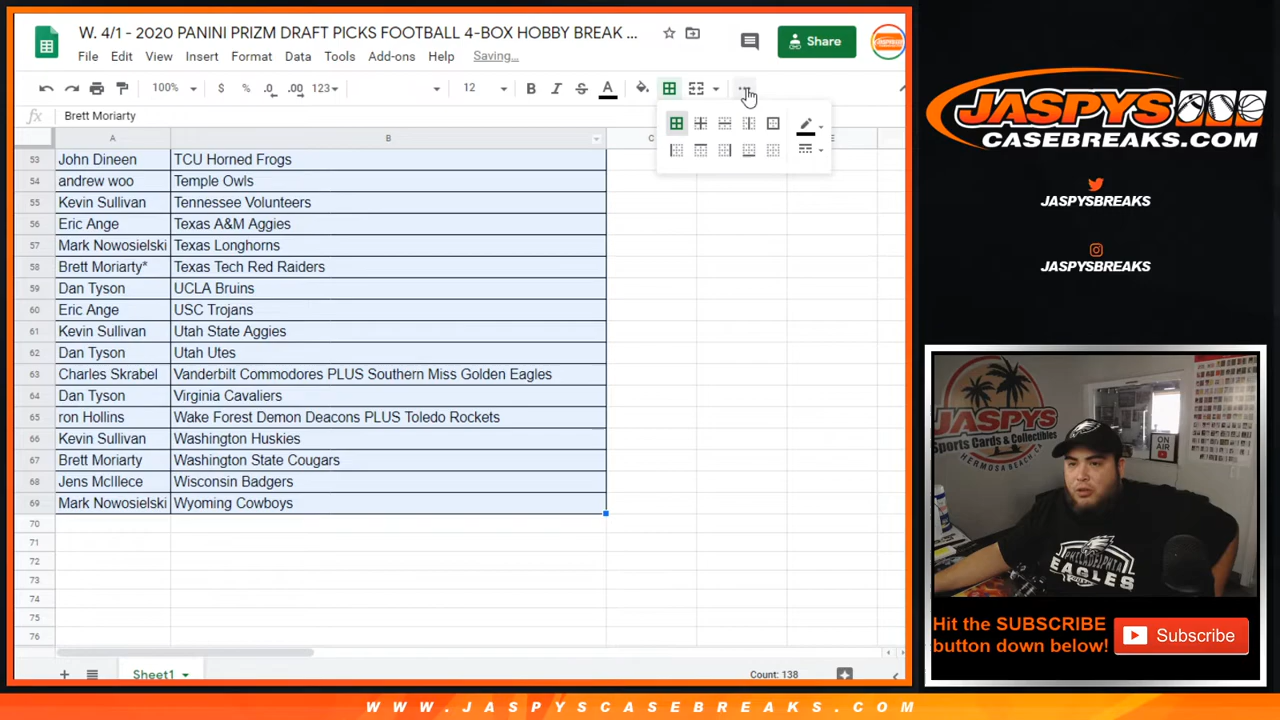 W. 4/1 - 2020 PANINI PRIZM DRAFT PICKS FOOTBALL 4-BOX HOBBY BREAK ...
Share
File Edit View Insert Format Data Tools Add-ons Help Saving...
100% $ % .0 .00 123 12 B I S A
fx Brett Moriarty
A B C E
53 John Dineen TCU Horned Frogs
54 andrew woo Temple Owls
55 Kevin Sullivan Tennessee Volunteers
56 Eric Ange Texas A&M Aggies
57 Mark Nowosielski Texas Longhorns
58 Brett Moriarty* Texas Tech Red Raiders
59 Dan Tyson UCLA Bruins
60 Eric Ange USC Trojans
61 Kevin Sullivan Utah State Aggies
62 Dan Tyson Utah Utes
63 Charles Skrabel Vanderbilt Commodores PLUS Southern Miss Golden Eagles
64 Dan Tyson Virginia Cavaliers
65 ron Hollins Wake Forest Demon Deacons PLUS Toledo Rockets
66 Kevin Sullivan Washington Huskies
67 Brett Moriarty Washington State Cougars
68 Jens McIllece Wisconsin Badgers
69 Mark Nowosielski Wyoming Cowboys
70
71
72
73
74
75
76
Sheet1 Count: 138
JASPYS
CASEBREAKS.COM
JASPYSBREAKS
JASPYSBREAKS
JASPYS
Sports Cards & Collectibles
HERMOSA BEACH, CA
ON AIR
PHILADELPHIA
EAGLES
Hit the SUBSCRIBE
button down below!
Subscribe
WWW.JASPYSCASEBREAKS.COM